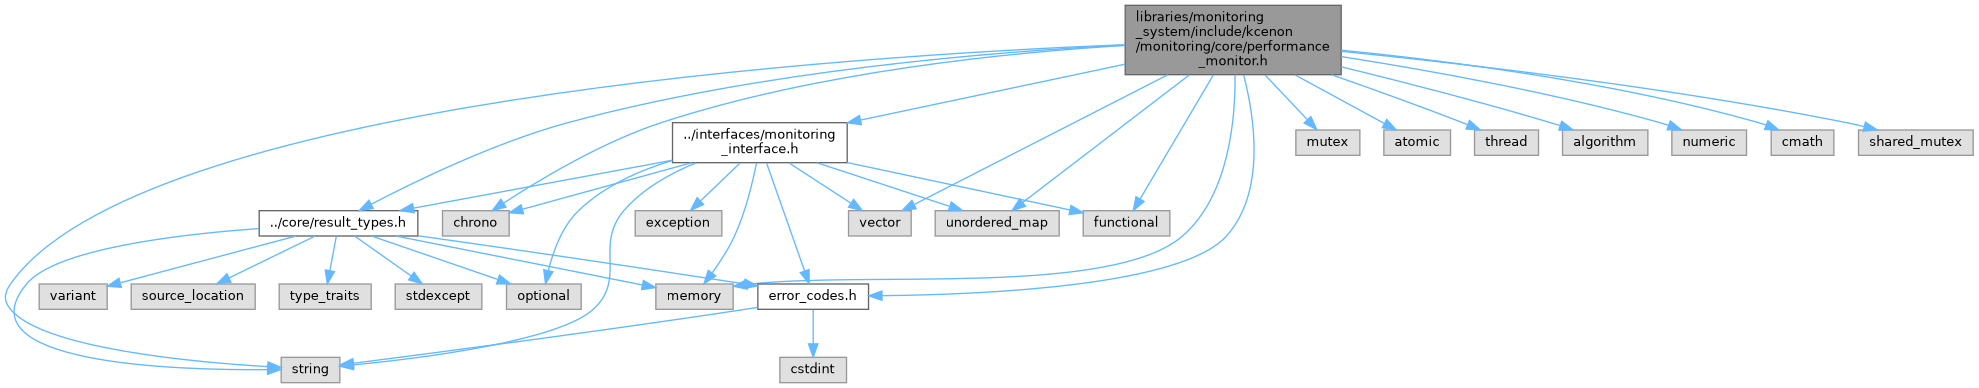 libraries/monitoring
_system/include/kcenon
/monitoring/core/performance
_monitor.h
../interfaces/monitoring
_interface.h
mutex
atomic
thread
algorithm
numeric
cmath
shared_mutex
../core/result_types.h
chrono
exception
vector
unordered_map
functional
variant
source_location
type_traits
stdexcept
optional
memory
error_codes.h
string
cstdint